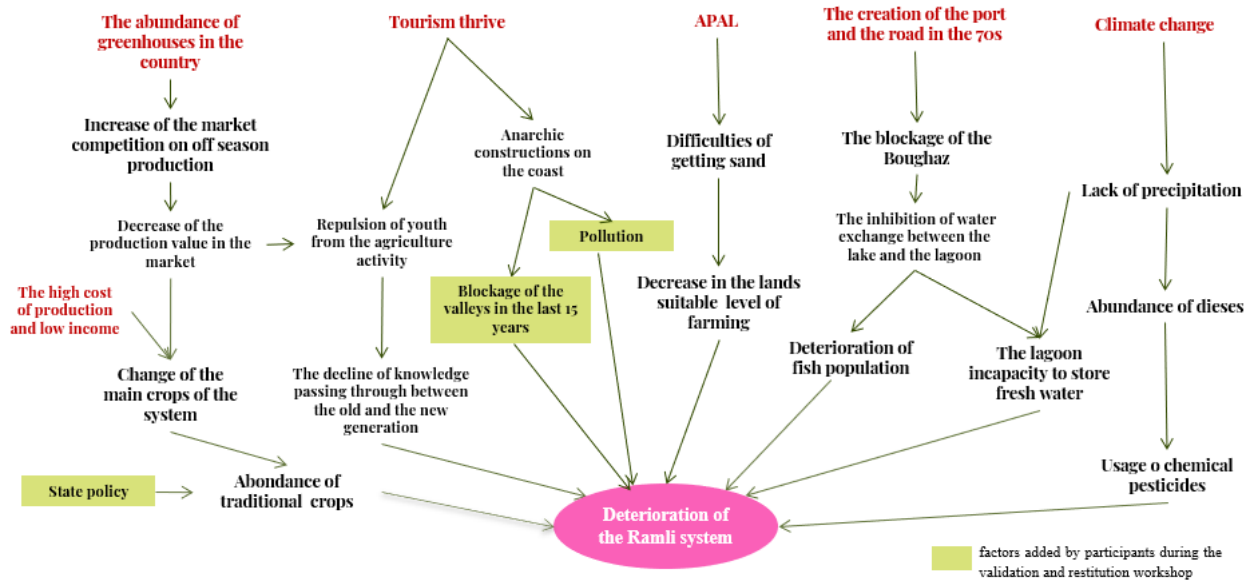 The abundance of
greenhouses in the
country
Tourism thrive
APAL
The creation of the port
and the road in the 70s
Climate change
Increase of the market
competition on off season
production
Anarchic
constructions on
the coast
Difficulties of
getting sand
The blockage of
the Boughaz
Lack of precipitation
Decrease of the
production value in the
market
Repulsion of youth
from the agriculture
activity
Pollution
The inhibition of water
exchange between the
lake and the lagoon
The high cost
of production
and low income
Blockage of the
valleys in the last 15
years
Decrease in the lands
suitable level of
farming
Abundance of dieses
Change of the
main crops of the
system
The decline of knowledge
passing through between
the old and the new
generation
Deterioration of
fish population
The lagoon
incapacity to store
fresh water
State policy
Abondance of
traditional crops
Usage o chemical
pesticides
Deterioration of
the Ramli system
factors added by participants during the
validation and restitution workshop